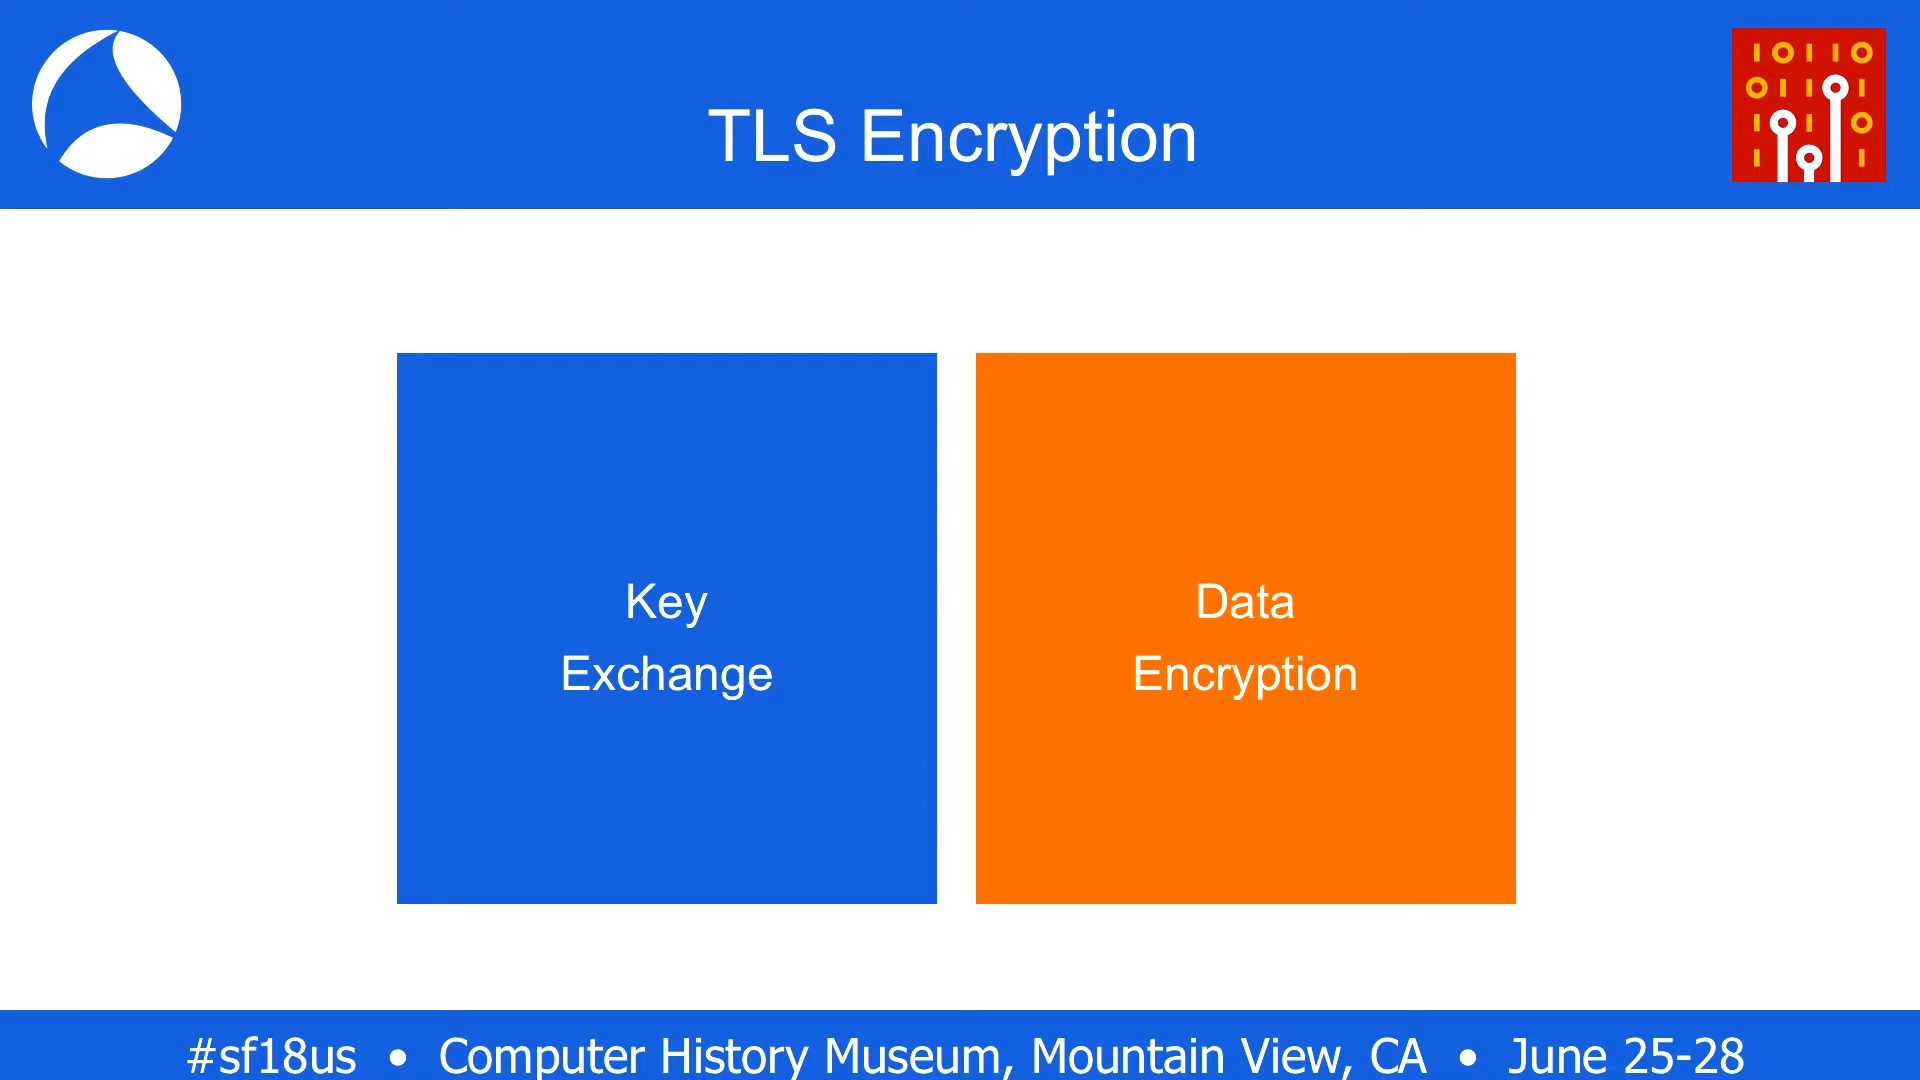 TLS Encryption
Key
Exchange
Data
Encryption
#sf18us • Computer History Museum, Mountain View, CA • June 25-28